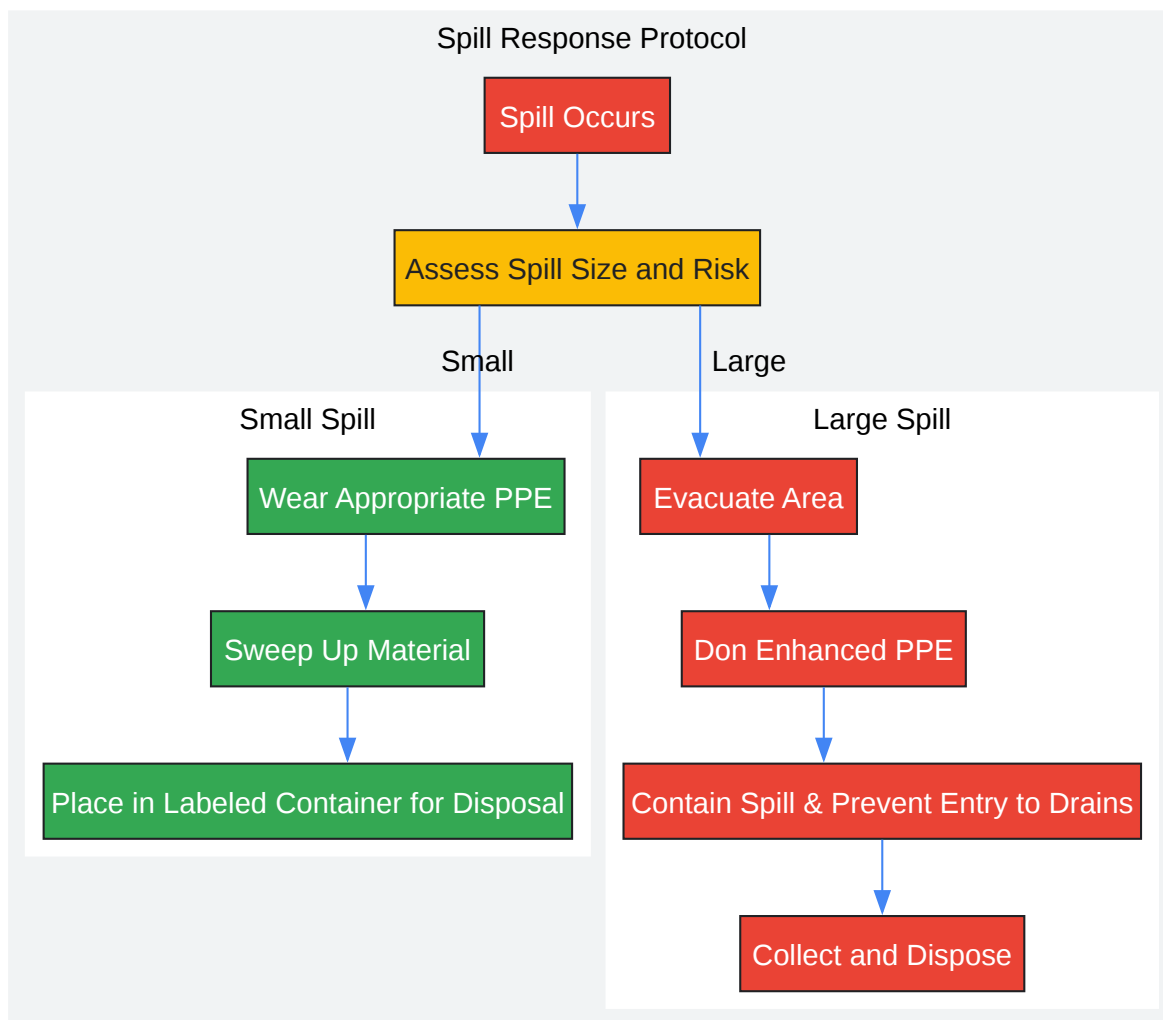 Spill Response Protocol
Spill Occurs
Assess Spill Size and Risk
Small
Large
Small Spill
Wear Appropriate PPE
Sweep Up Material
Place in Labeled Container for Disposal
Large Spill
Evacuate Area
Don Enhanced PPE
Contain Spill & Prevent Entry to Drains
Collect and Dispose